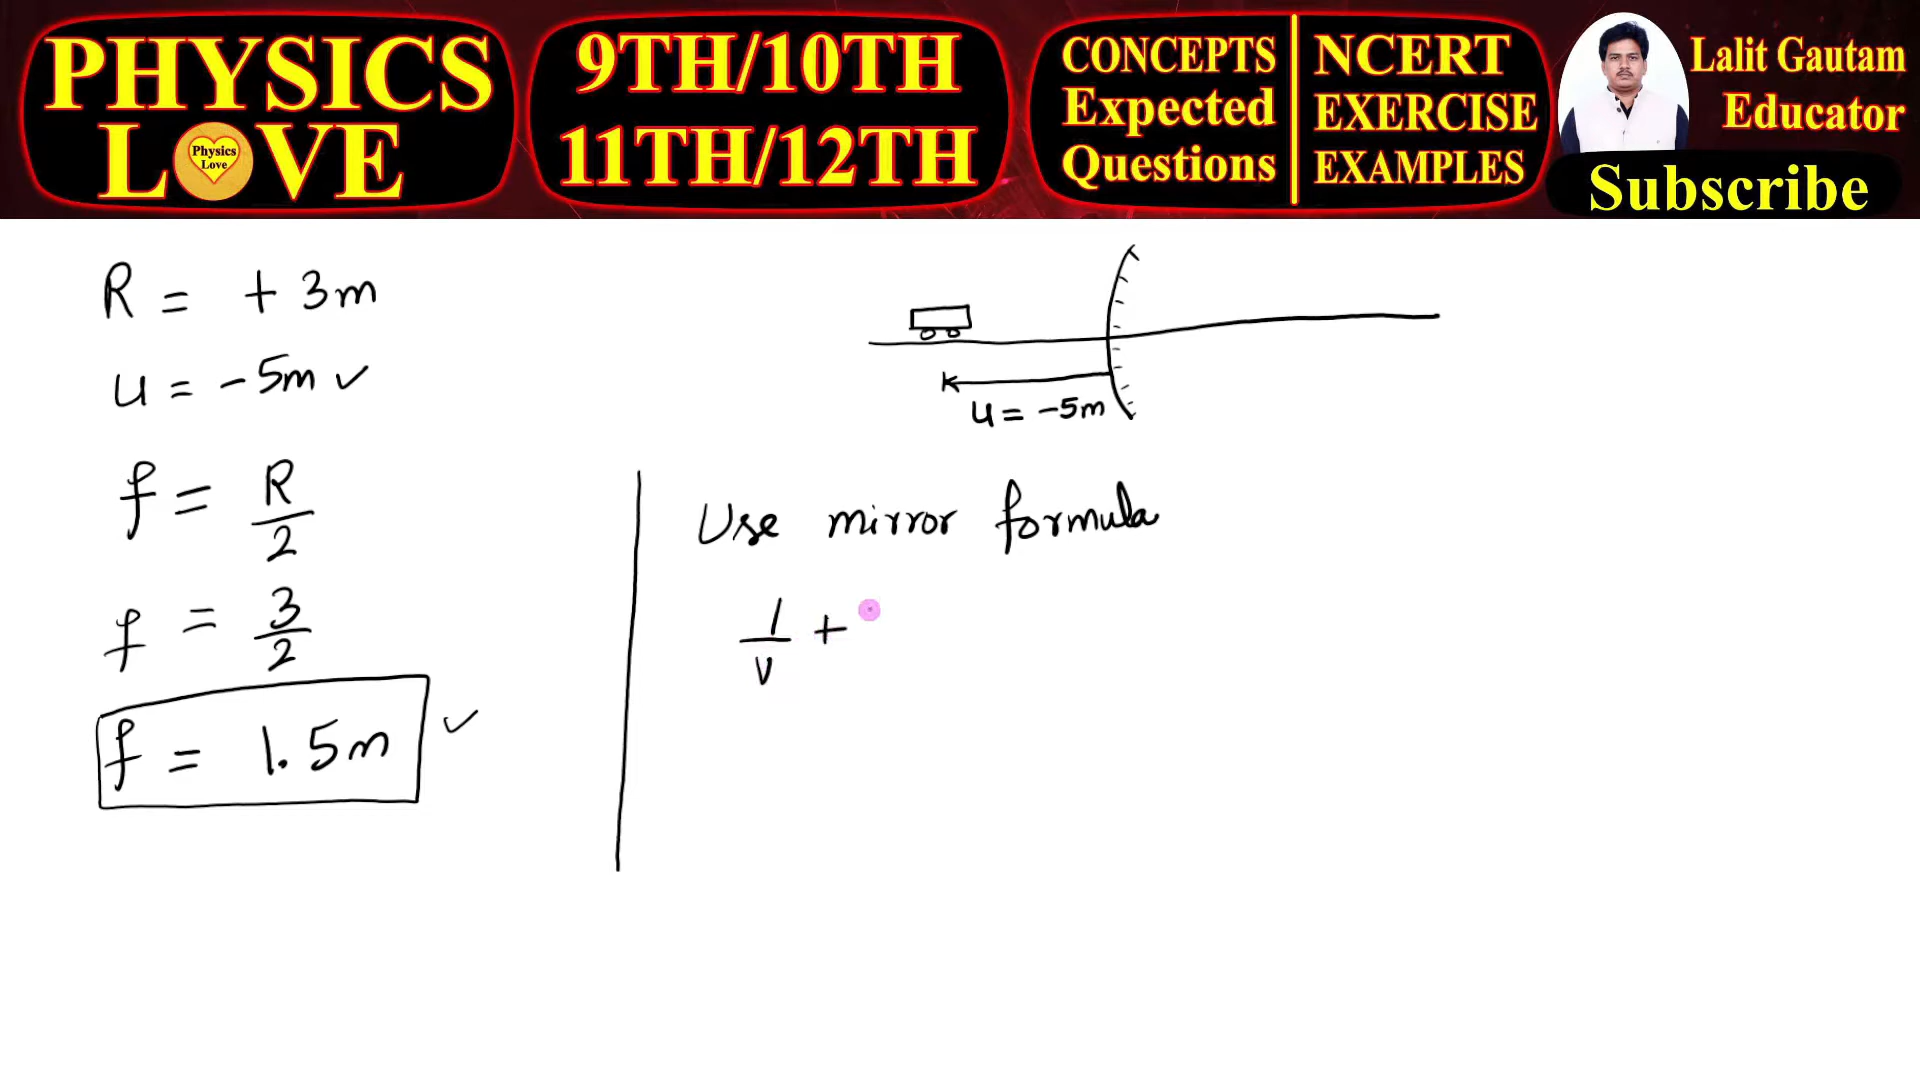 PHYSICS
LOVE
Physics
Love
9TH/10TH
11TH/12TH
CONCEPTS
Expected
Questions
NCERT
EXERCISE
EXAMPLES
Lalit Gautam
Educator
Subscribe
R = + 3m
u = -5m ✓
f = R/2
f = 3/2
f = 1.5m ✓
u = -5m
Use mirror formula
1/v +